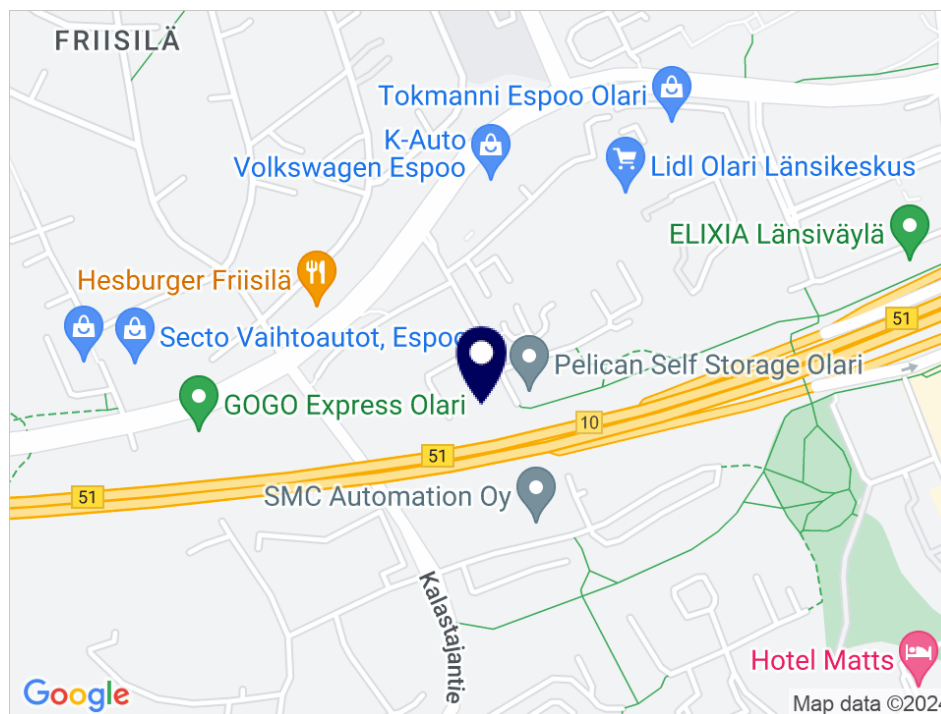 FRIISILÄ
Tokmanni Espoo Olari
K-Auto
Volkswagen Espoo
Lidl Olari Länsikeskus
ELIXIA Länsiväylä
Hesburger Friisilä
51
Secto Vaihtoautot, Espoo
Pelican Self Storage Olari
GOGO Express Olari
10
51
51
SMC Automation Oy
Kalastajantie
Hotel Matts
Google
Map data ©2024